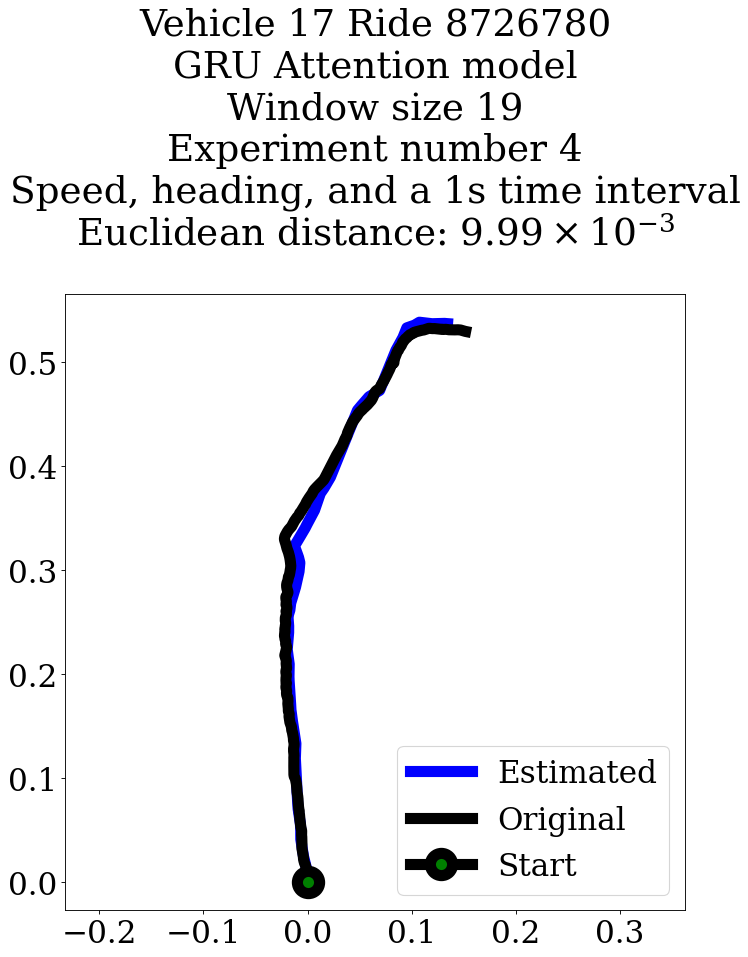 Vehicle 17 Ride 8726780
GRU Attention model
Window size 19
Experiment number 4
Speed, heading, and a 1s time interval
Euclidean distance: 9.99 × 10⁻³
0.5
0.4
0.3
0.2
0.1
0.0
Estimated
Original
Start
−0.2 −0.1 0.0 0.1 0.2 0.3